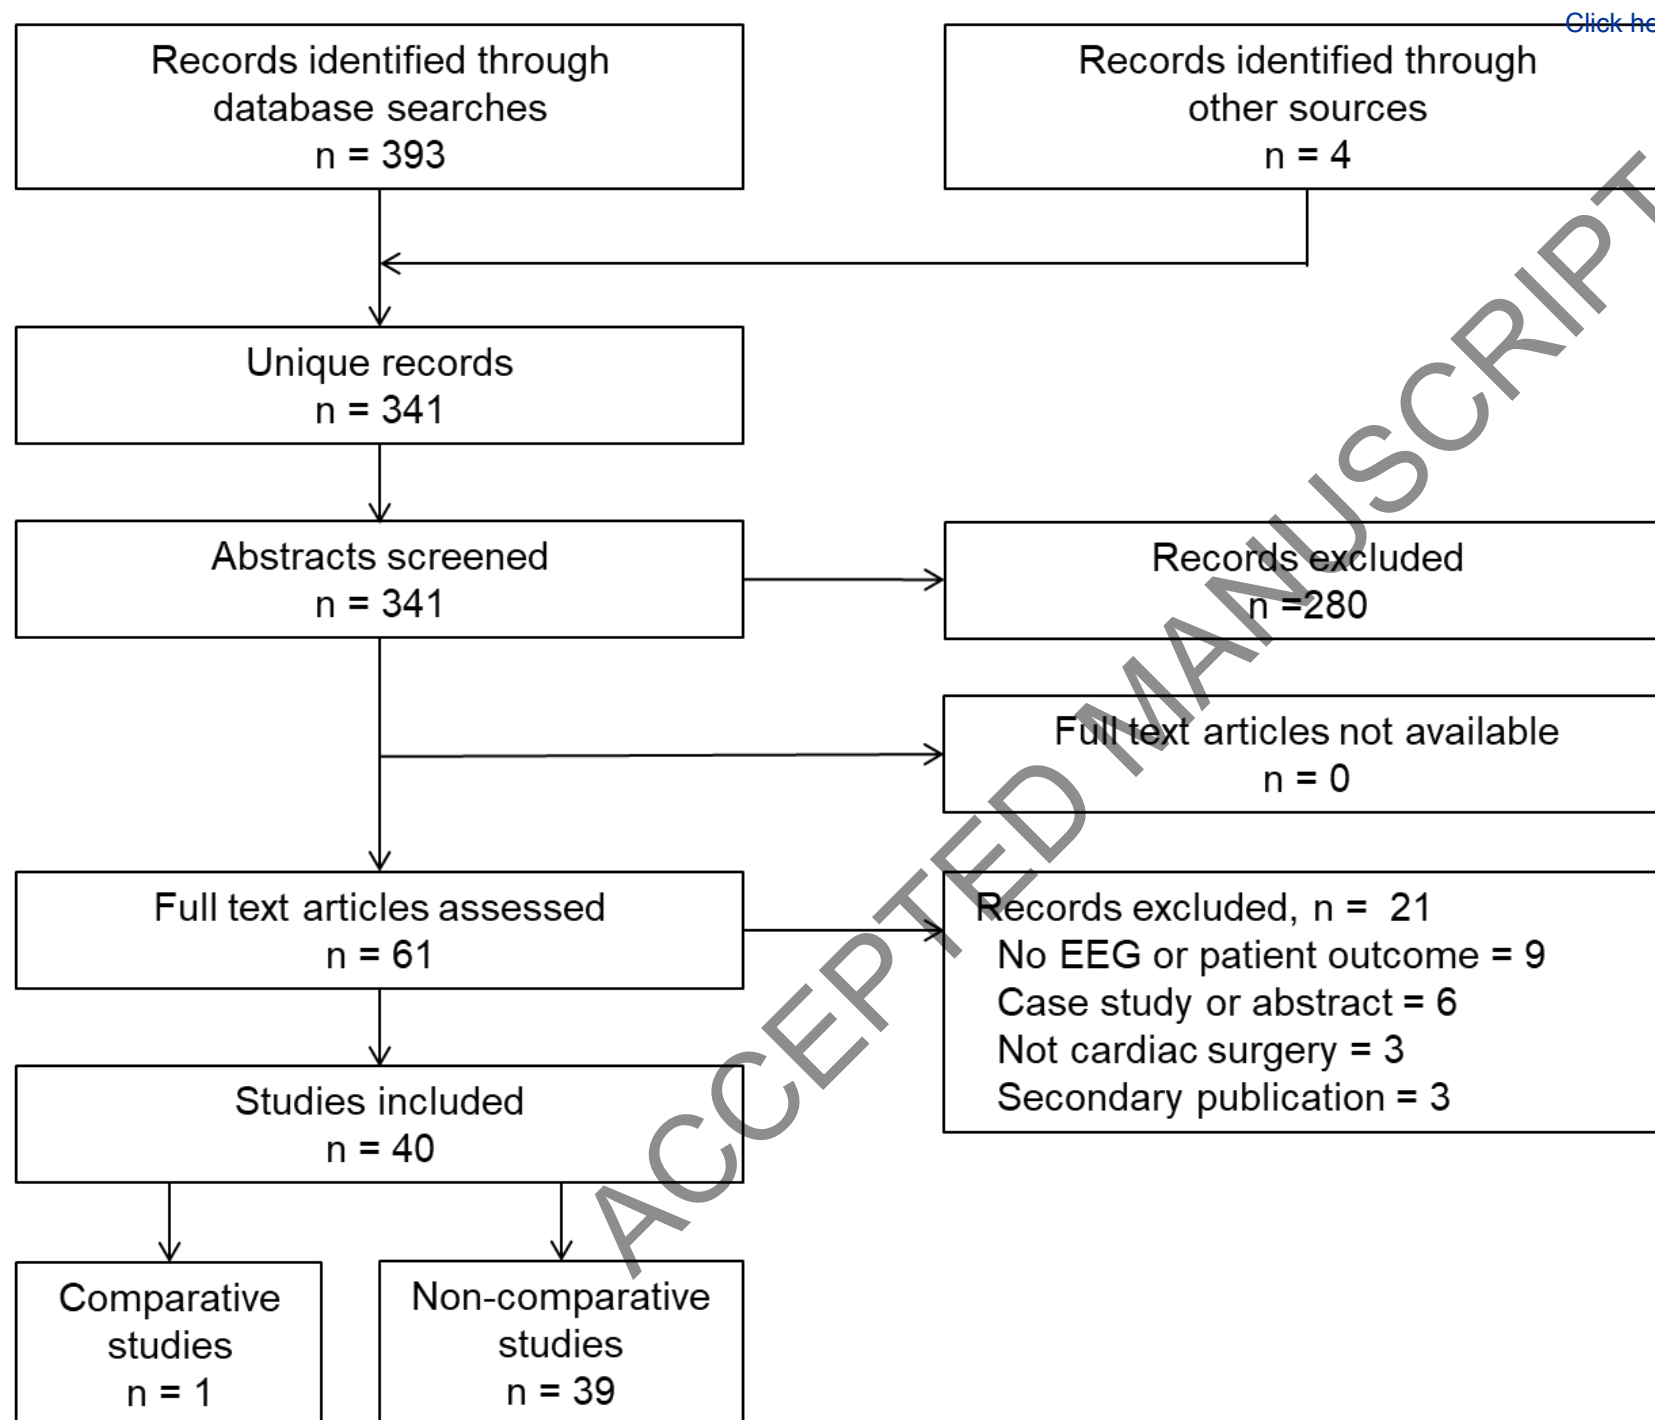 Click he
Records identified through
database searches
n = 393
Records identified through
other sources
n = 4
Unique records
n = 341
Abstracts screened
n = 341
Records excluded
n =280
Full text articles not available
n = 0
Full text articles assessed
n = 61
Records excluded, n = 21
No EEG or patient outcome = 9
Case study or abstract = 6
Not cardiac surgery = 3
Secondary publication = 3
Studies included
n = 40
Comparative
studies
n = 1
Non-comparative
studies
n = 39
ACCEPTED MANUSCRIPT